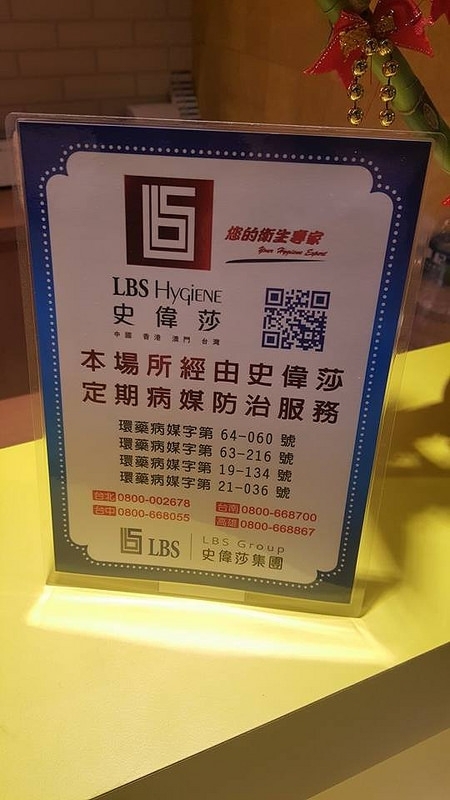 LBS
您的衛生專家
Your Hygiene Expert
LBS HYGIENE
史偉莎
中國 香港 澳門 台灣
本場所經由史偉莎
定期病媒防治服務
環藥病媒字第 64-060 號
環藥病媒字第 63-216 號
環藥病媒字第 19-134 號
環藥病媒字第 21-036 號
台北 0800-002678 台南 0800-668700
台中 0800-668055 高雄 0800-668867
LBS LBS Group
史偉莎集團